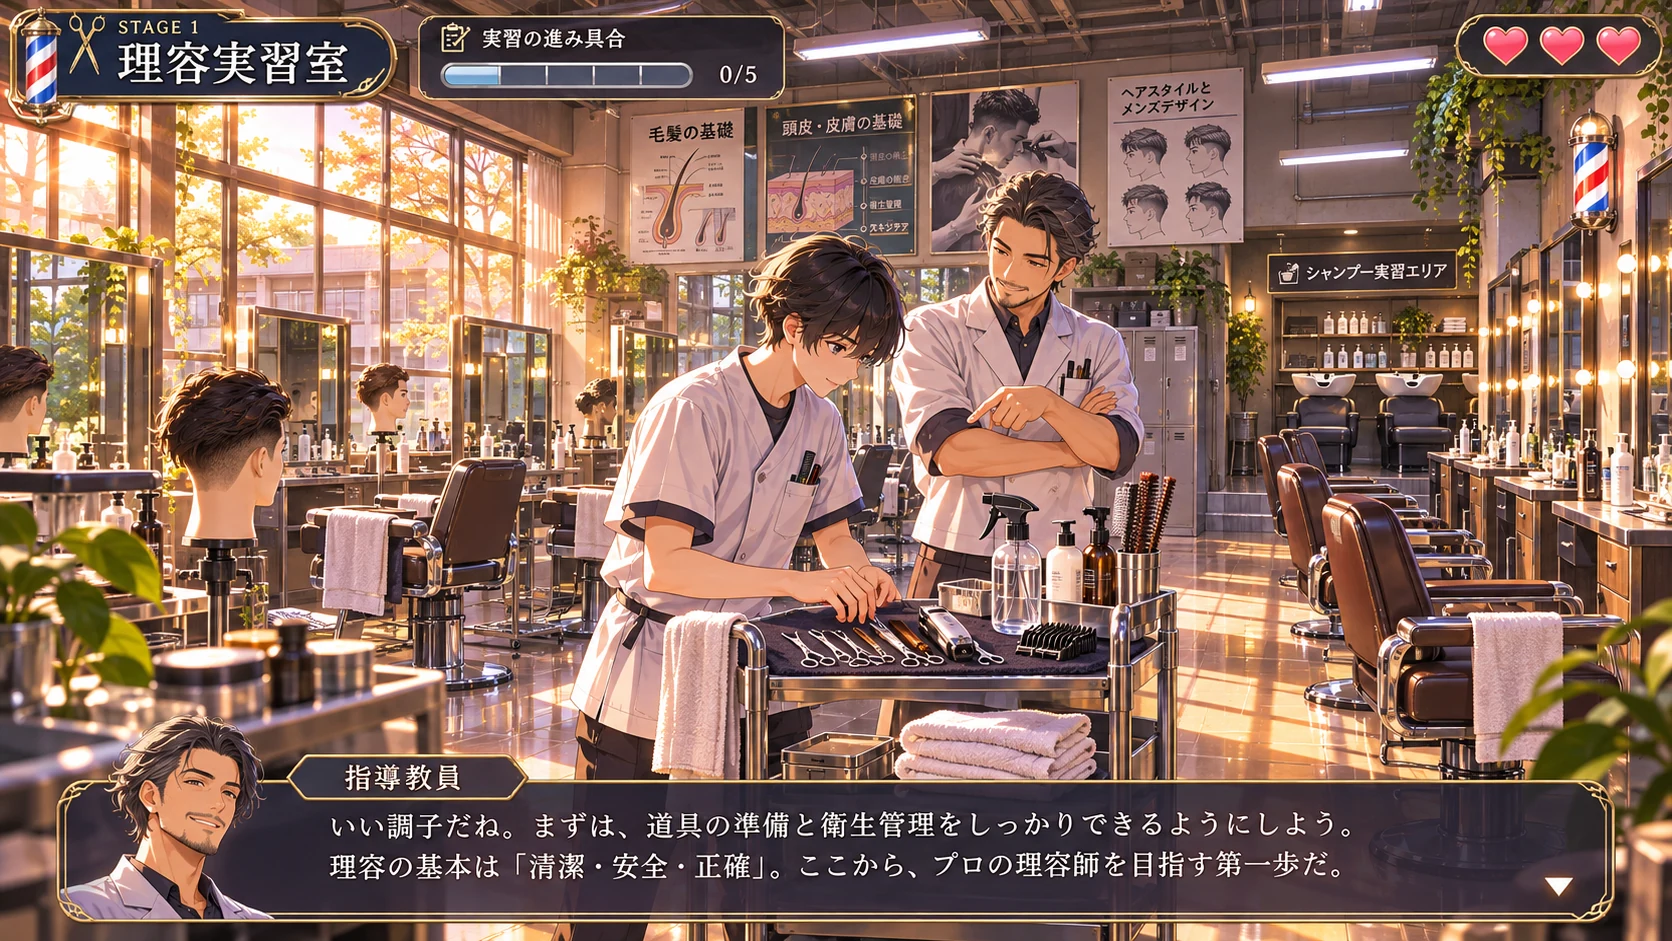 STAGE 1
理容実習室
実習の進み具合
0/5
毛髪の基礎
頭皮・皮膚の基礎
ヘアスタイルと
メンズデザイン
シャンプー実習エリア
指導教員
いい調子だね。まずは、道具の準備と衛生管理をしっかりできるようにしよう。
理容の基本は「清潔・安全・正確」。ここから、プロの理容師を目指す第一歩だ。